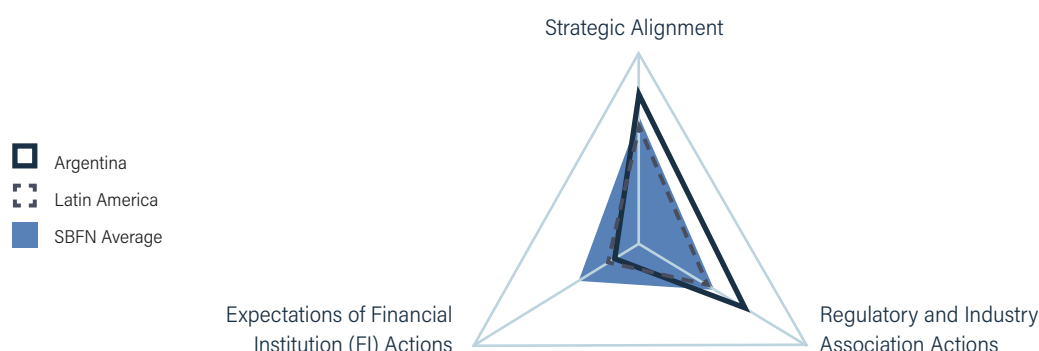 Strategic Alignment
Argentina
Latin America
SBFN Average
Expectations of Financial
Institution (FI) Actions
Regulatory and Industry
Association Actions